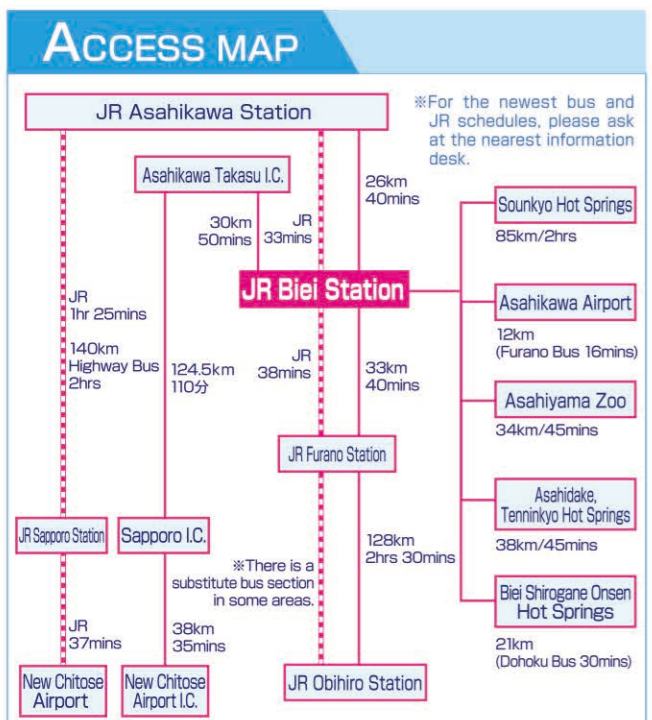 ACCESS MAP
※For the newest bus and
JR schedules, please ask
at the nearest information
desk.
JR Asahikawa Station
Asahikawa Takasu I.C.
26km
40mins
30km
50mins
JR
33mins
Sounkyo Hot Springs
85km/2hrs
JR Biei Station
JR
1hr 25mins
140km
Highway Bus
2hrs
124.5km
110分
JR
38mins
33km
40mins
Asahikawa Airport
12km
(Furano Bus 16mins)
Asahiyama Zoo
34km/45mins
JR Furano Station
Asahidake,
Tenninkyo Hot Springs
38km/45mins
JR Sapporo Station
Sapporo I.C.
※There is a
substitute bus section
in some areas.
128km
2hrs 30mins
Biei Shirogane Onsen
Hot Springs
21km
(Dohoku Bus 30mins)
JR
37mins
38km
35mins
New Chitose
Airport
New Chitose
Airport I.C.
JR Obihiro Station